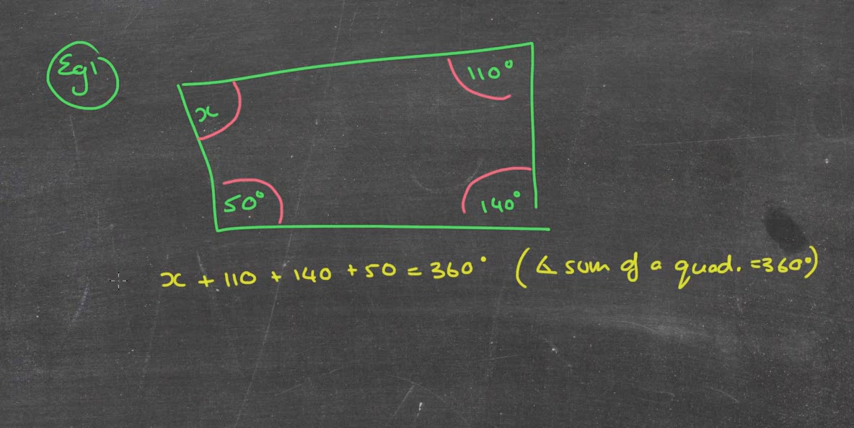 Eg1
x
110°
50°
140°
x + 110 + 140 + 50 = 360° (∡ sum of a quad. = 360°)